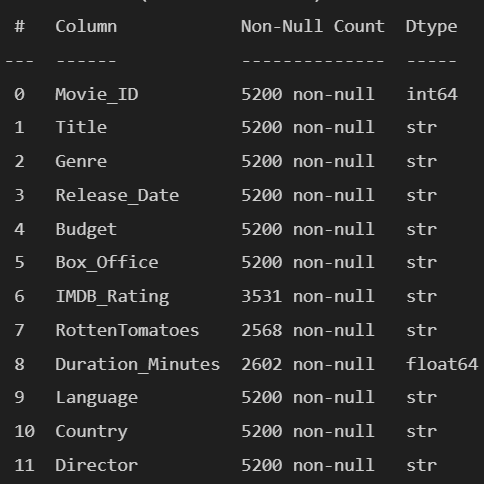 #   Column            Non-Null Count  Dtype
---  ------            --------------  -----
0   Movie_ID          5200 non-null   int64
1   Title             5200 non-null   str
2   Genre             5200 non-null   str
3   Release_Date      5200 non-null   str
4   Budget            5200 non-null   str
5   Box_Office        5200 non-null   str
6   IMDB_Rating       3531 non-null   str
7   RottenTomatoes    2568 non-null   str
8   Duration_Minutes  2602 non-null   float64
9   Language          5200 non-null   str
10  Country           5200 non-null   str
11  Director          5200 non-null   str